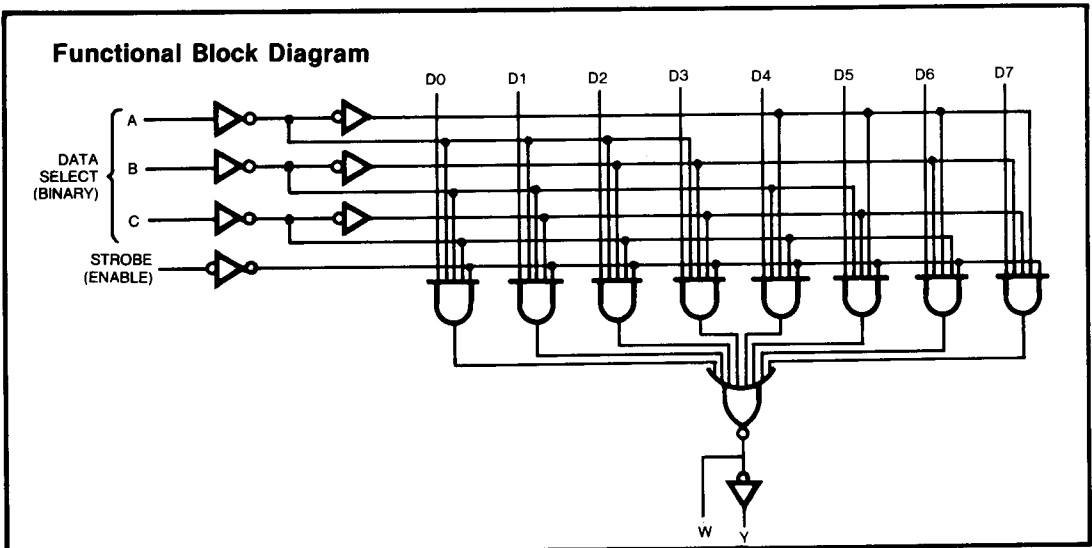 Functional Block Diagram
D0 D1 D2 D3 D4 D5 D6 D7
A
DATA
SELECT
(BINARY)
B
C
STROBE
(ENABLE)
W Y